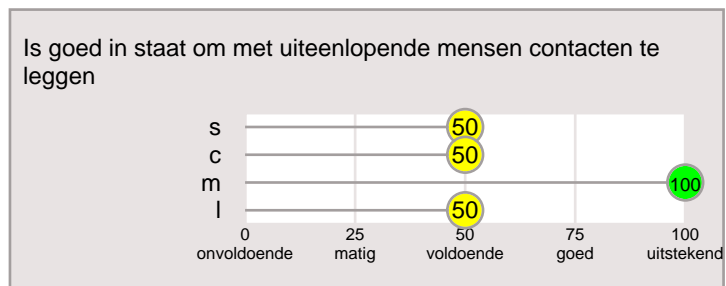 Is goed in staat om met uiteenlopende mensen contacten te
leggen
s 50
c 50
m 100
l 50
0 25 50 75 100
onvoldoende matig voldoende goed uitstekend